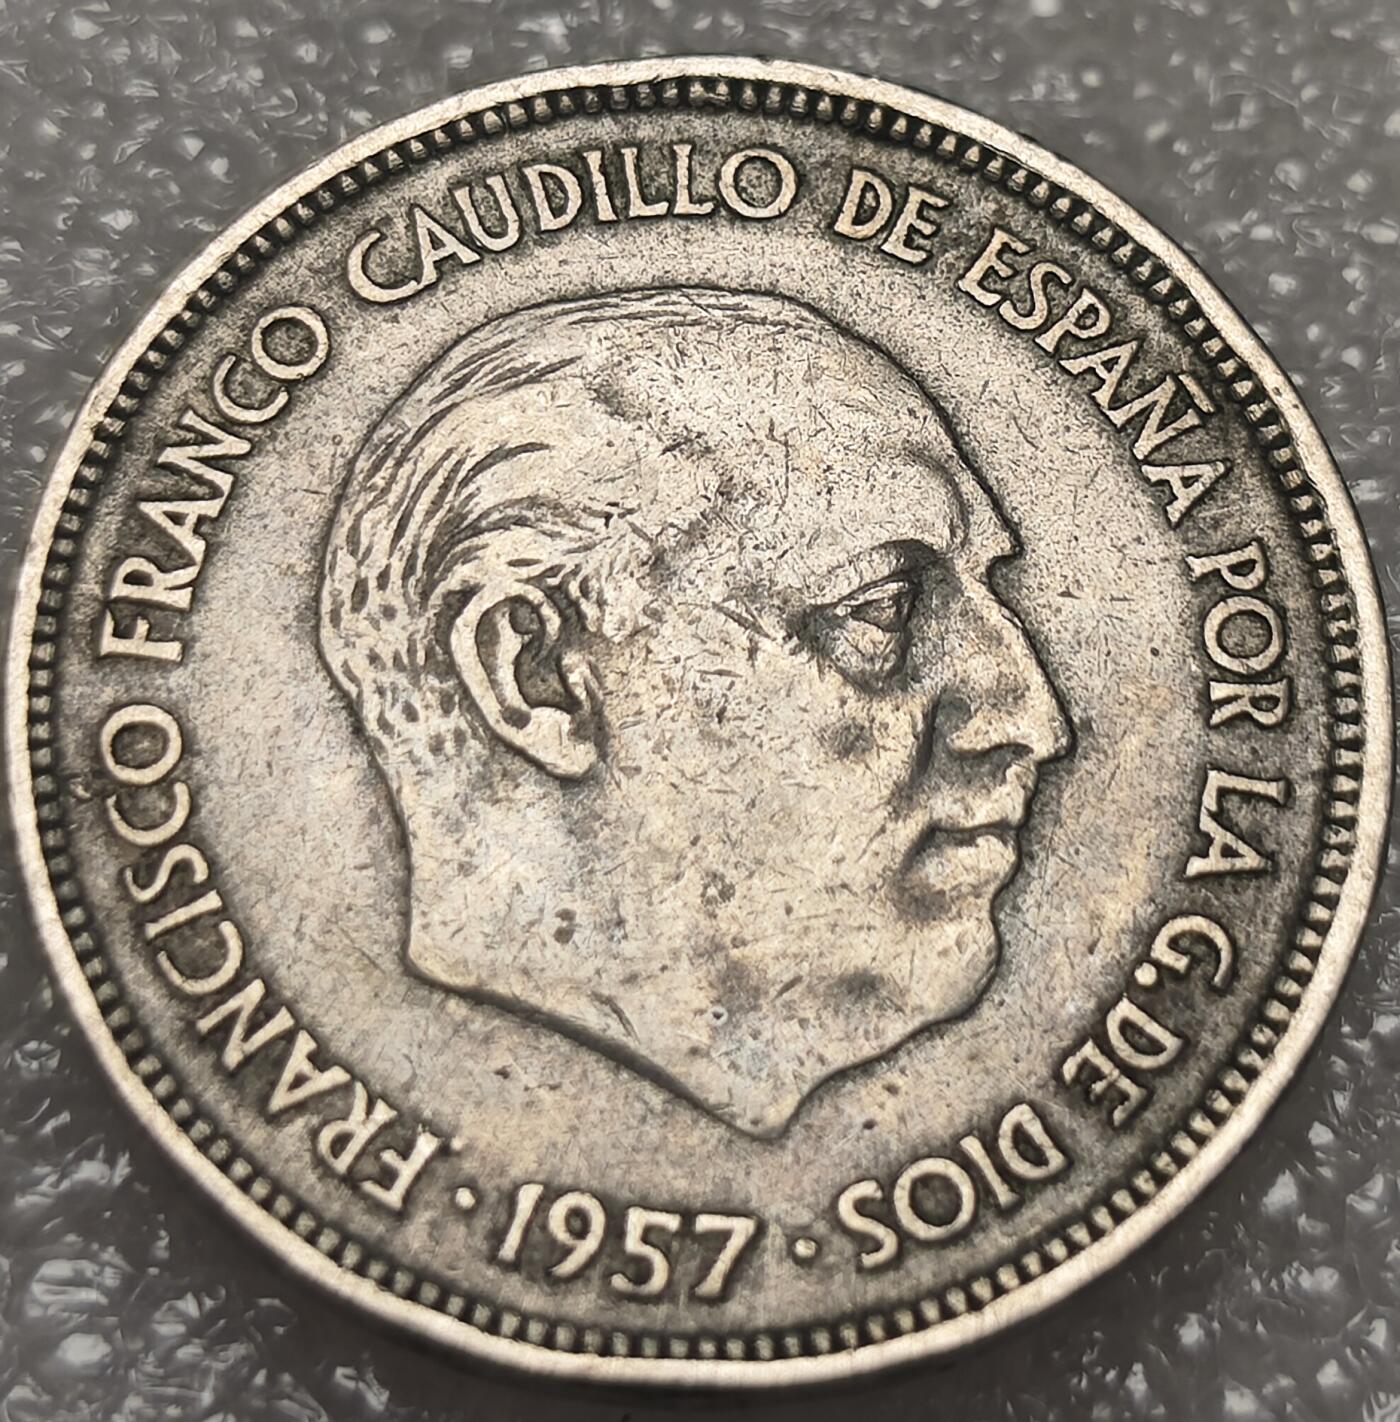 FRANCISCO FRANCO CAUDILLO DE ESPAÑA POR LA G.DE DIOS
· 1957 ·